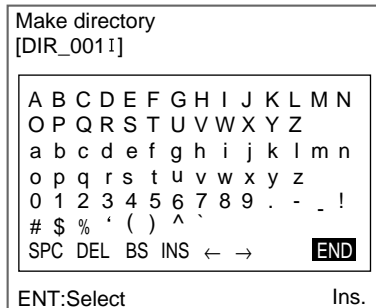 Make directory
[DIR_001I]
A B C D E F G H I J K L M N
O P Q R S T U V W X Y Z
a b c d e f g h i j k l m n
o p q r s t u v w x y z
0 1 2 3 4 5 6 7 8 9 . - _ !
# $ % ‘ ( ) ^ `
SPC DEL BS INS ← → END
ENT:Select Ins.